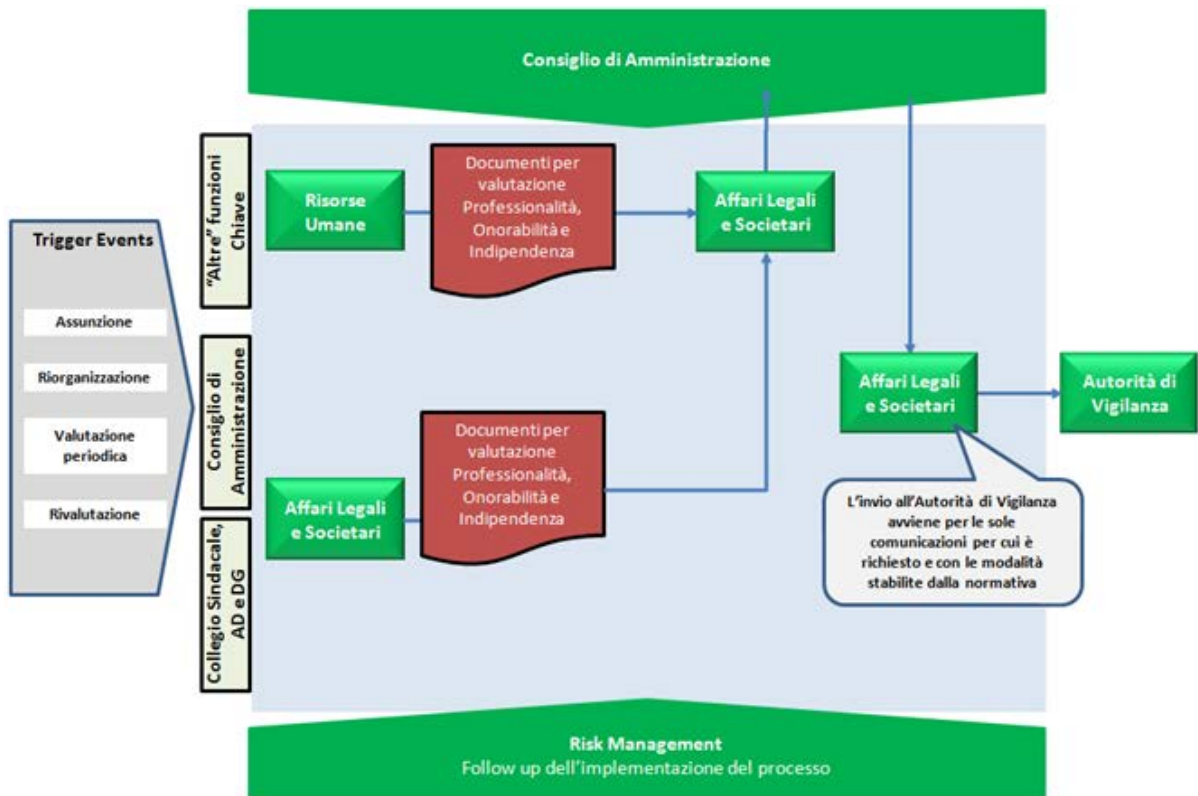 Consiglio di Amministrazione
Trigger Events
Assunzione
Riorganizzazione
Valutazione
periodica
Rivalutazione
"Altre" funzioni
Chiave
Consiglio di
Amministrazione
Collegio Sindacale,
AD e DG
Risorse
Umane
Documenti per
valutazione
Professionalità,
Onorabilità e
Indipendenza
Affari Legali
e Societari
Affari Legali
e Societari
Documenti per
valutazione
Professionalità,
Onorabilità e
Indipendenza
Affari Legali
e Societari
Autorità di
Vigilanza
L'invio all'Autorità di Vigilanza
avviene per le sole
comunicazioni per cui è
richiesto e con le modalità
stabilite dalla normativa
Risk Management
Follow up dell'implementazione del processo